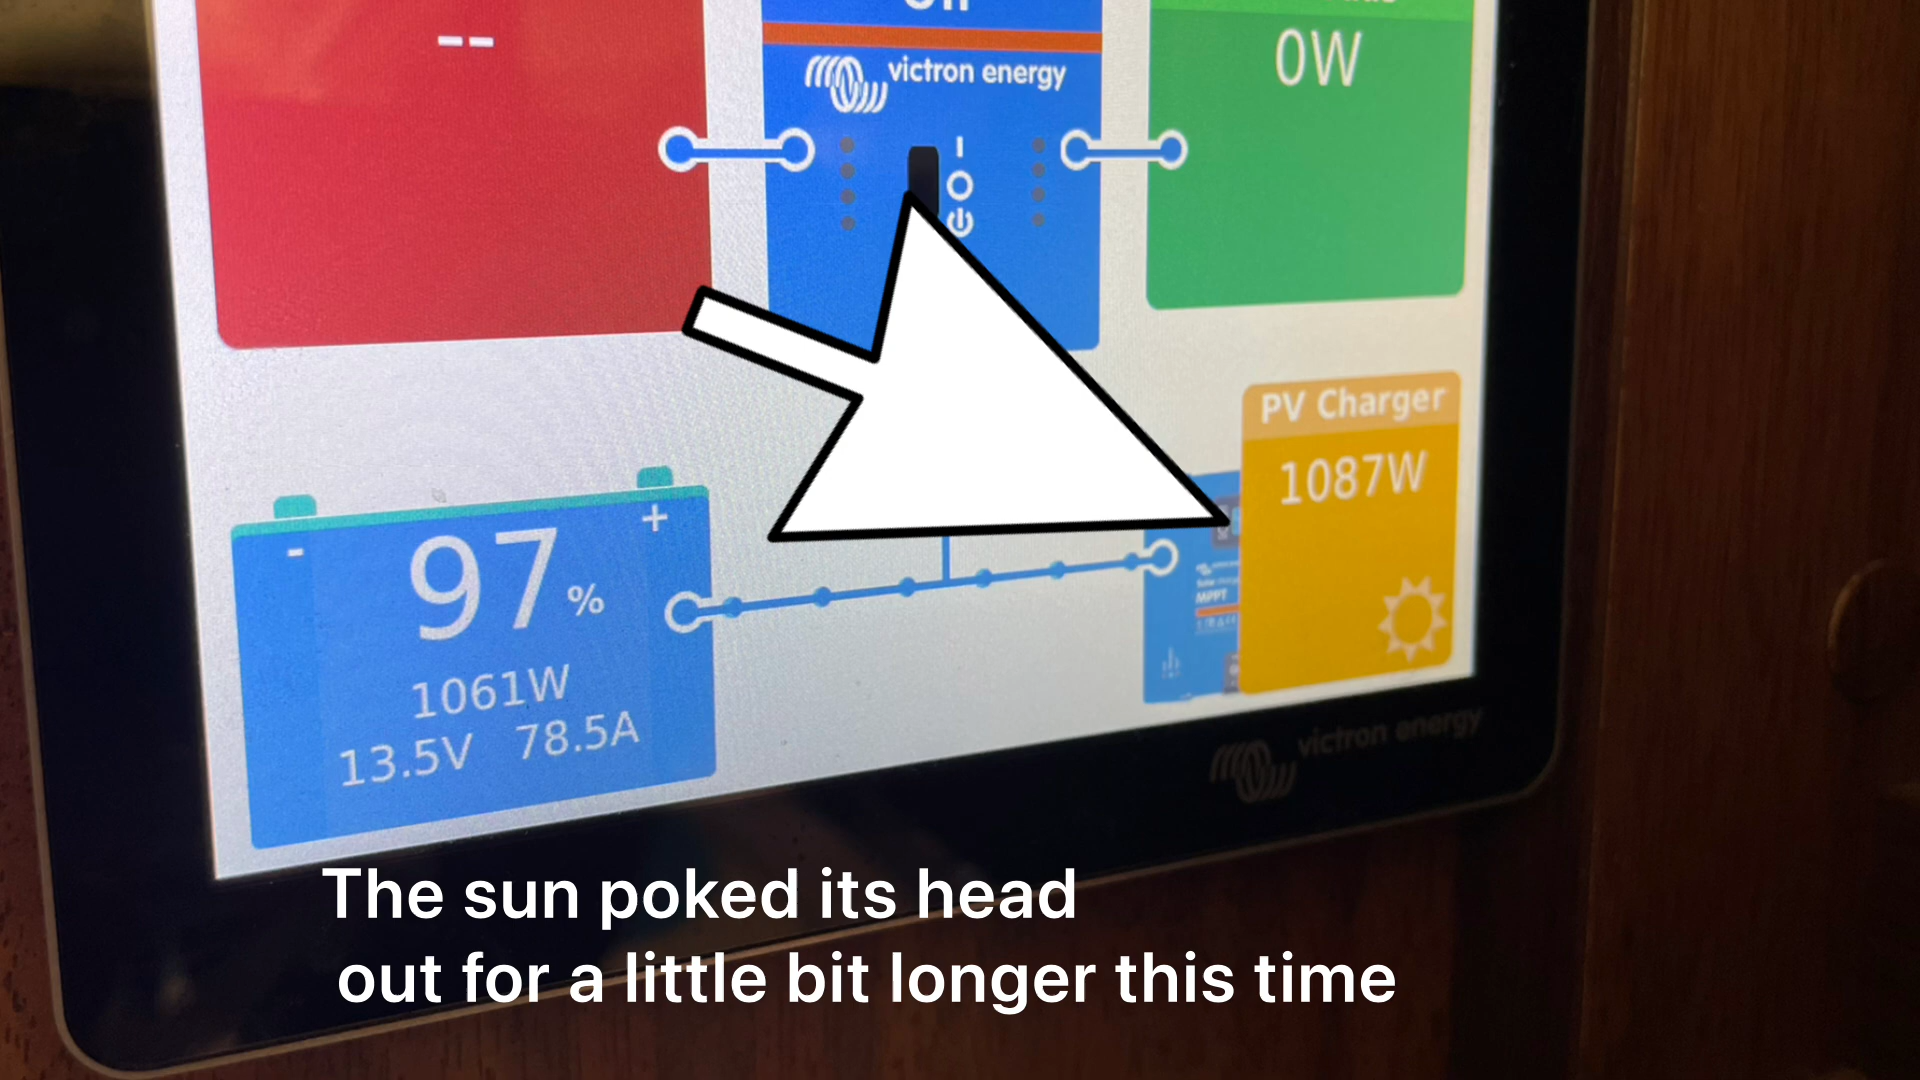 --
victron energy
0W
PV Charger
1087W
MPPT
- +
97%
1061W
13.5V 78.5A
victron energy
The sun poked its head
out for a little bit longer this time